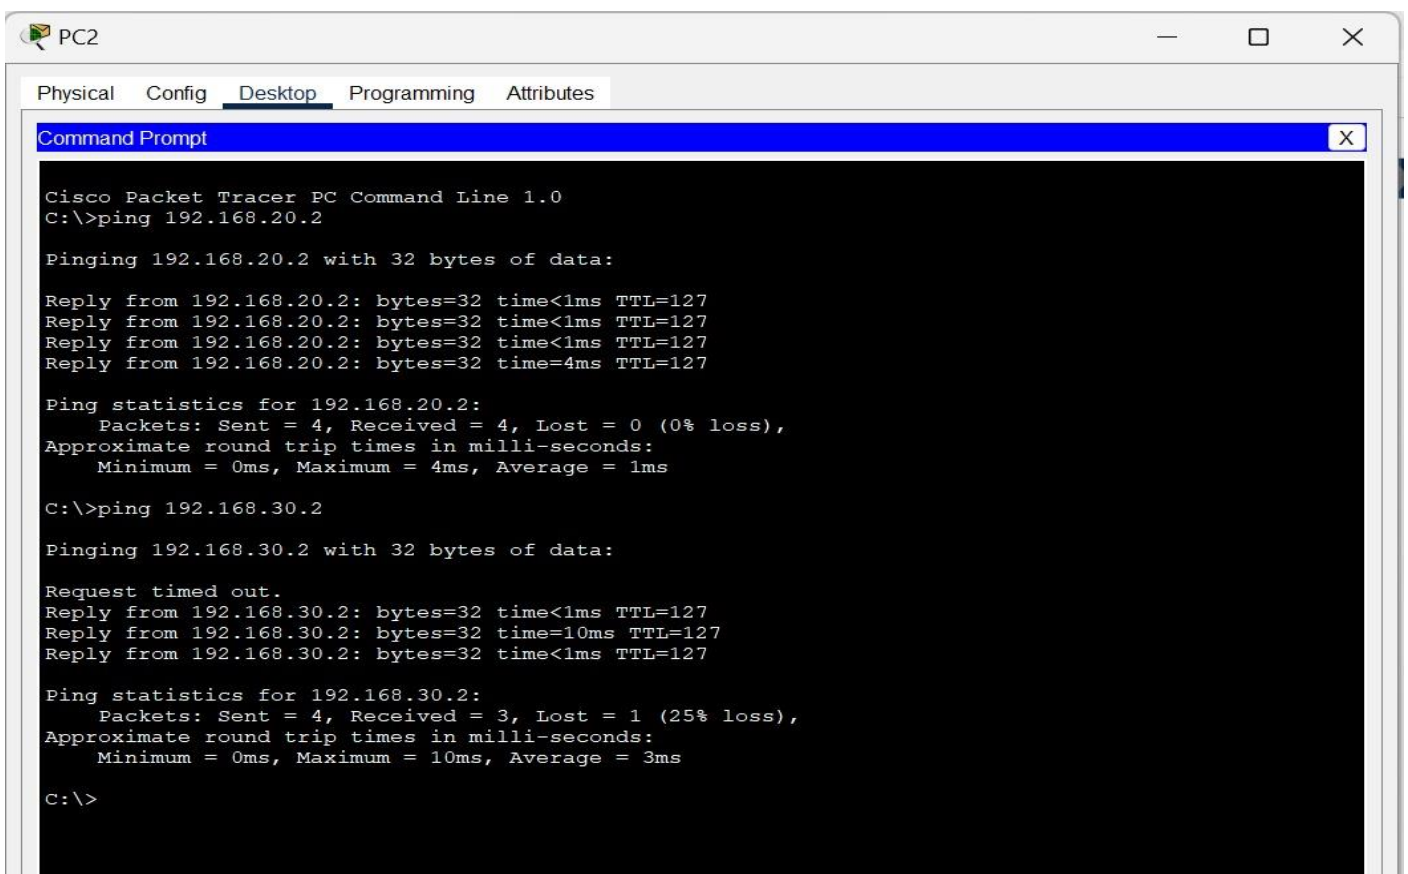 PC2
Physical Config Desktop Programming Attributes
Command Prompt
X
Cisco Packet Tracer PC Command Line 1.0
C:\>ping 192.168.20.2
Pinging 192.168.20.2 with 32 bytes of data:
Reply from 192.168.20.2: bytes=32 time<1ms TTL=127
Reply from 192.168.20.2: bytes=32 time<1ms TTL=127
Reply from 192.168.20.2: bytes=32 time<1ms TTL=127
Reply from 192.168.20.2: bytes=32 time=4ms TTL=127
Ping statistics for 192.168.20.2:
    Packets: Sent = 4, Received = 4, Lost = 0 (0% loss),
Approximate round trip times in milli-seconds:
    Minimum = 0ms, Maximum = 4ms, Average = 1ms
C:\>ping 192.168.30.2
Pinging 192.168.30.2 with 32 bytes of data:
Request timed out.
Reply from 192.168.30.2: bytes=32 time<1ms TTL=127
Reply from 192.168.30.2: bytes=32 time=10ms TTL=127
Reply from 192.168.30.2: bytes=32 time<1ms TTL=127
Ping statistics for 192.168.30.2:
    Packets: Sent = 4, Received = 3, Lost = 1 (25% loss),
Approximate round trip times in milli-seconds:
    Minimum = 0ms, Maximum = 10ms, Average = 3ms
C:\>